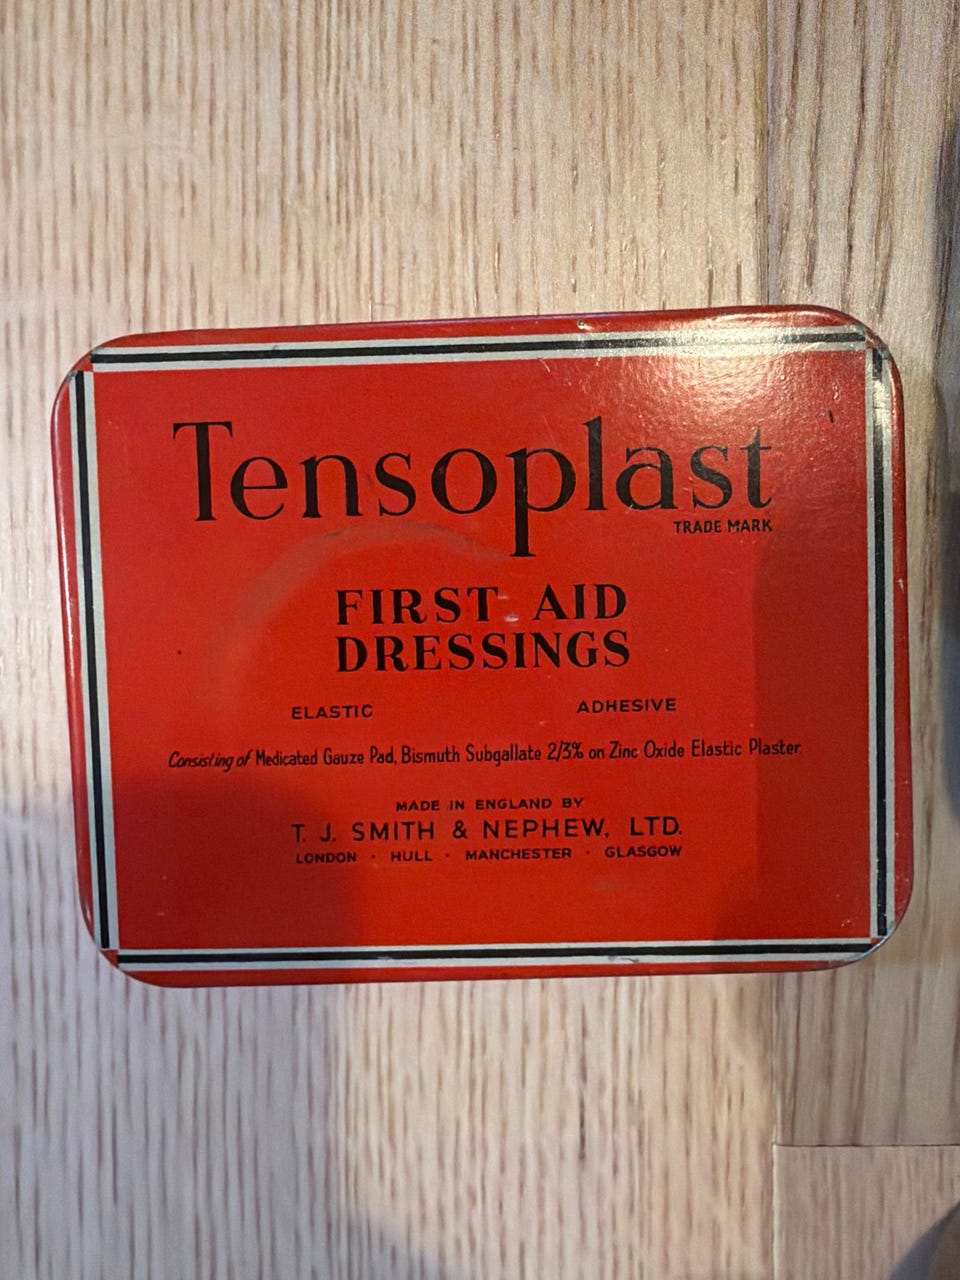 Tensoplast
TRADE MARK
FIRST AID
DRESSINGS
ELASTIC ADHESIVE
Consisting of Medicated Gauze Pad, Bismuth Subgallate 2/3% on Zinc Oxide Elastic Plaster.
MADE IN ENGLAND BY
T. J. SMITH & NEPHEW, LTD.
LONDON · HULL · MANCHESTER · GLASGOW